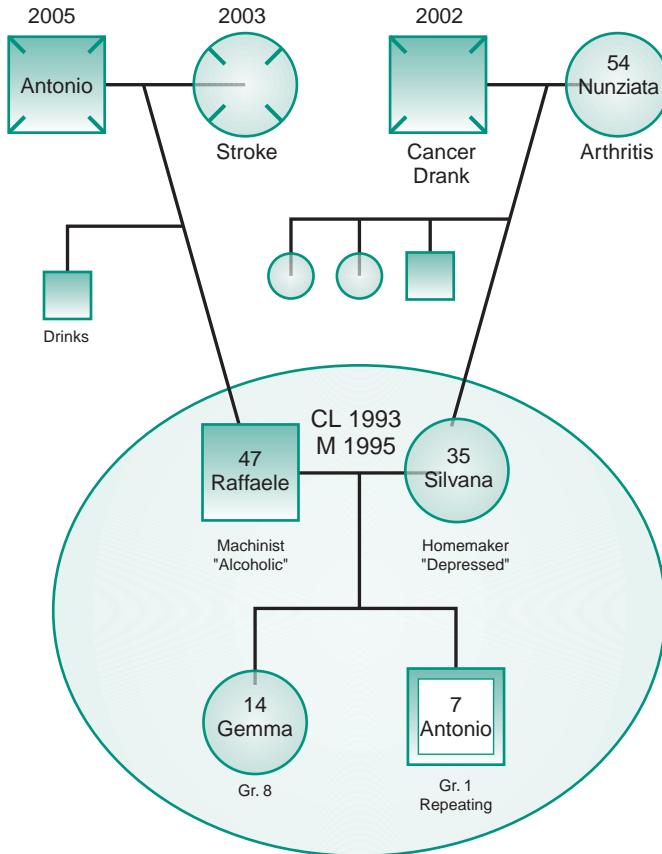 2005
2003
2002
Antonio
54
Nunziata
Stroke
Cancer
Drank
Arthritis
Drinks
CL 1993
M 1995
47
Raffaele
35
Silvana
Machinist
"Alcoholic"
Homemaker
"Depressed"
14
Gemma
7
Antonio
Gr. 8
Gr. 1
Repeating